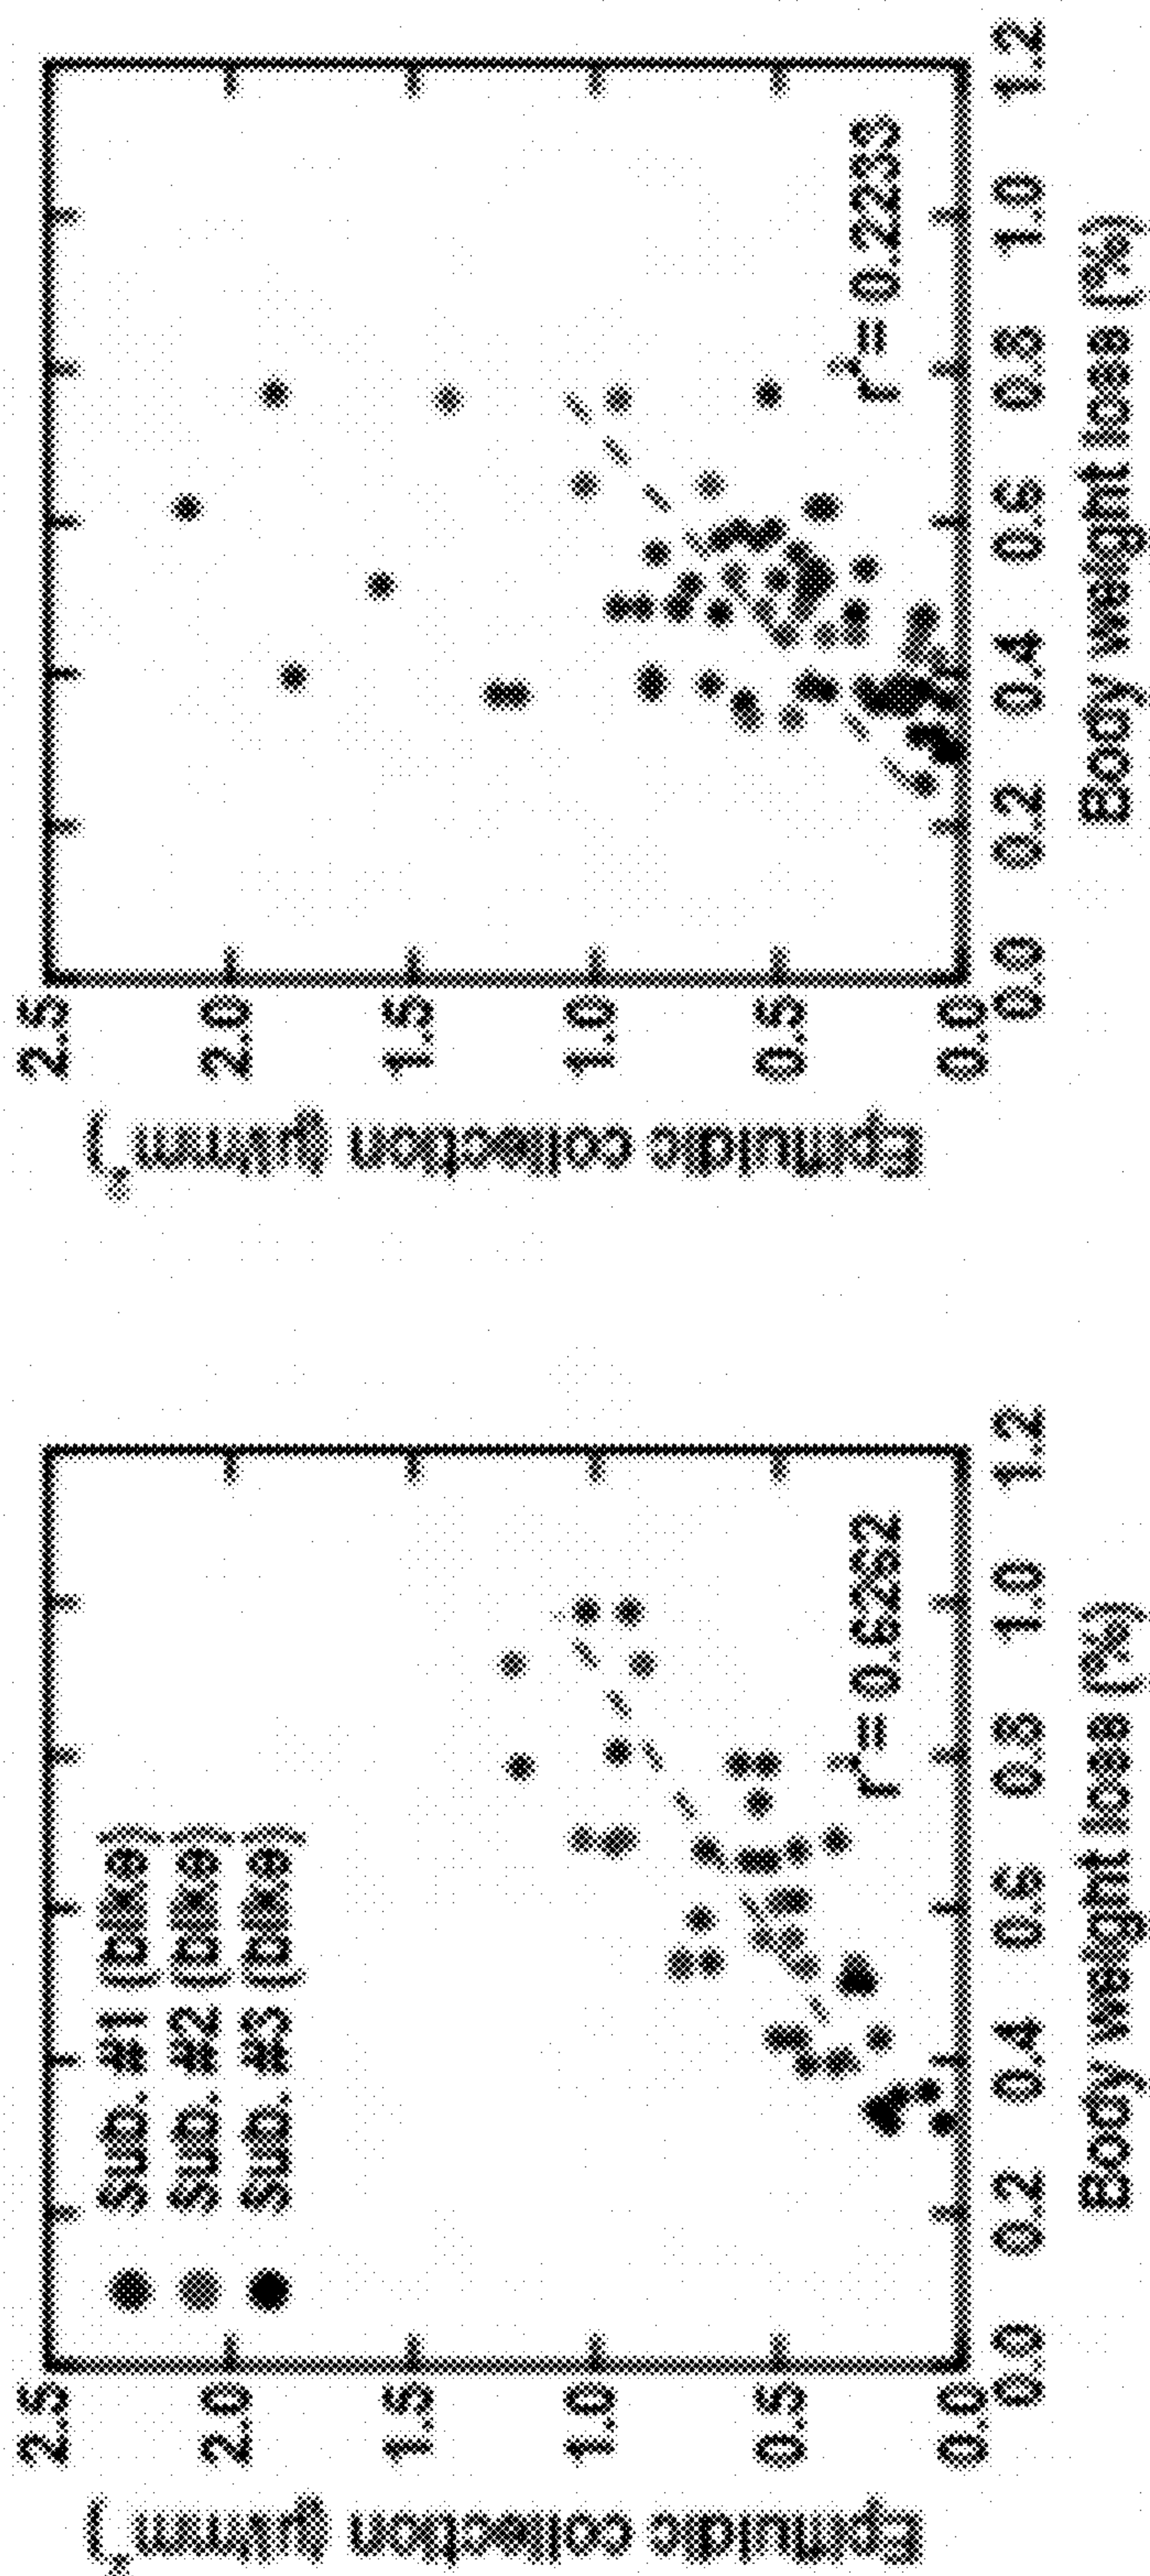 Epifluidic collection (µl/mm²)
2.5
2.0
1.5
1.0
0.5
0.0
Sub. #1 (bike)
Sub. #2 (bike)
Sub. #3 (bike)
r² = 0.6262
0.0 0.2 0.4 0.6 0.8 1.0 1.2
Body weight loss (%)
Epifluidic collection (µl/mm²)
2.5
2.0
1.5
1.0
0.5
0.0
r² = 0.2233
0.0 0.2 0.4 0.6 0.8 1.0 1.2
Body weight loss (%)